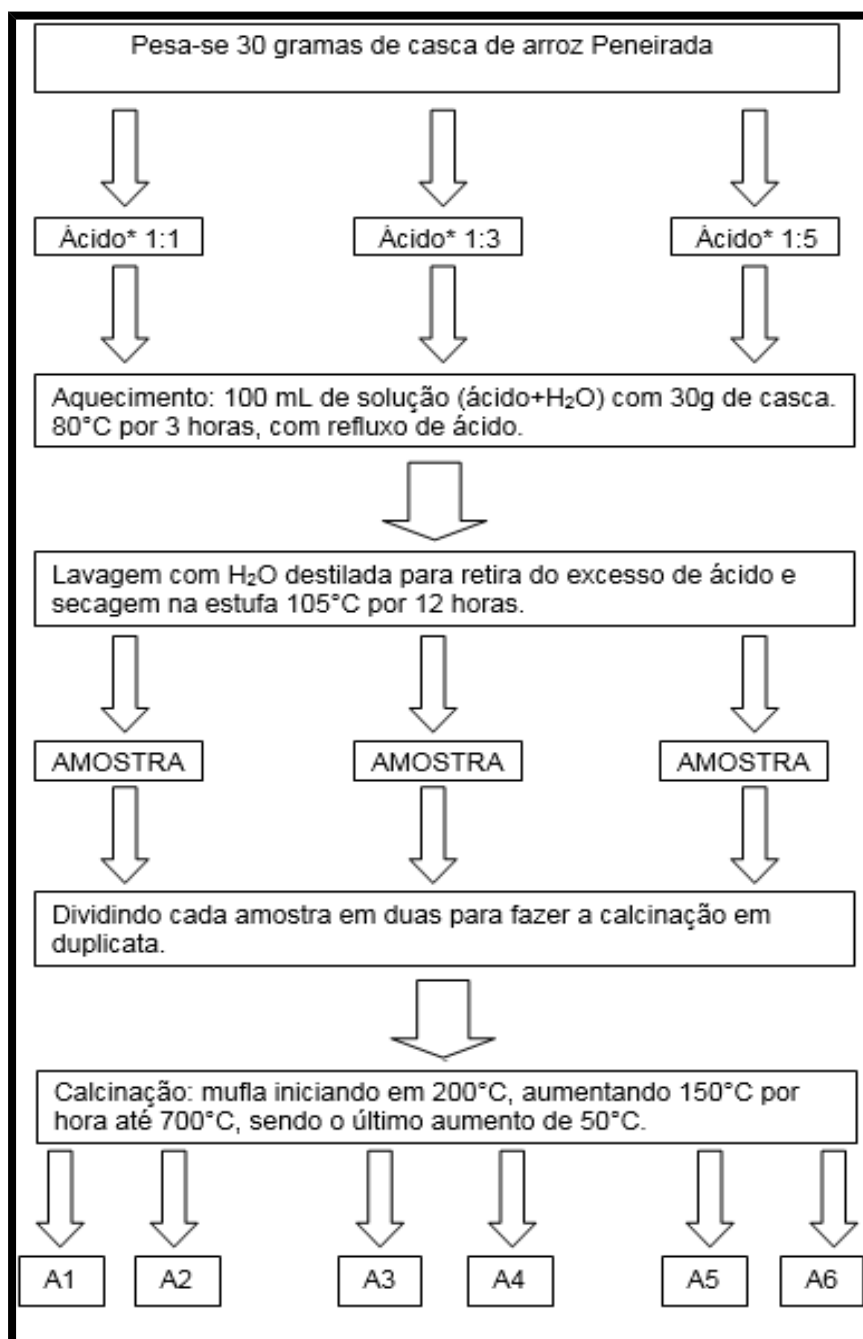 Pesa-se 30 gramas de casca de arroz Peneirada
Ácido* 1:1
Ácido* 1:3
Ácido* 1:5
Aquecimento: 100 mL de solução (ácido+H₂O) com 30g de casca.
80°C por 3 horas, com refluxo de ácido.
Lavagem com H₂O destilada para retira do excesso de ácido e
secagem na estufa 105°C por 12 horas.
AMOSTRA
AMOSTRA
AMOSTRA
Dividindo cada amostra em duas para fazer a calcinação em
duplicata.
Calcinação: mufla iniciando em 200°C, aumentando 150°C por
hora até 700°C, sendo o último aumento de 50°C.
A1
A2
A3
A4
A5
A6